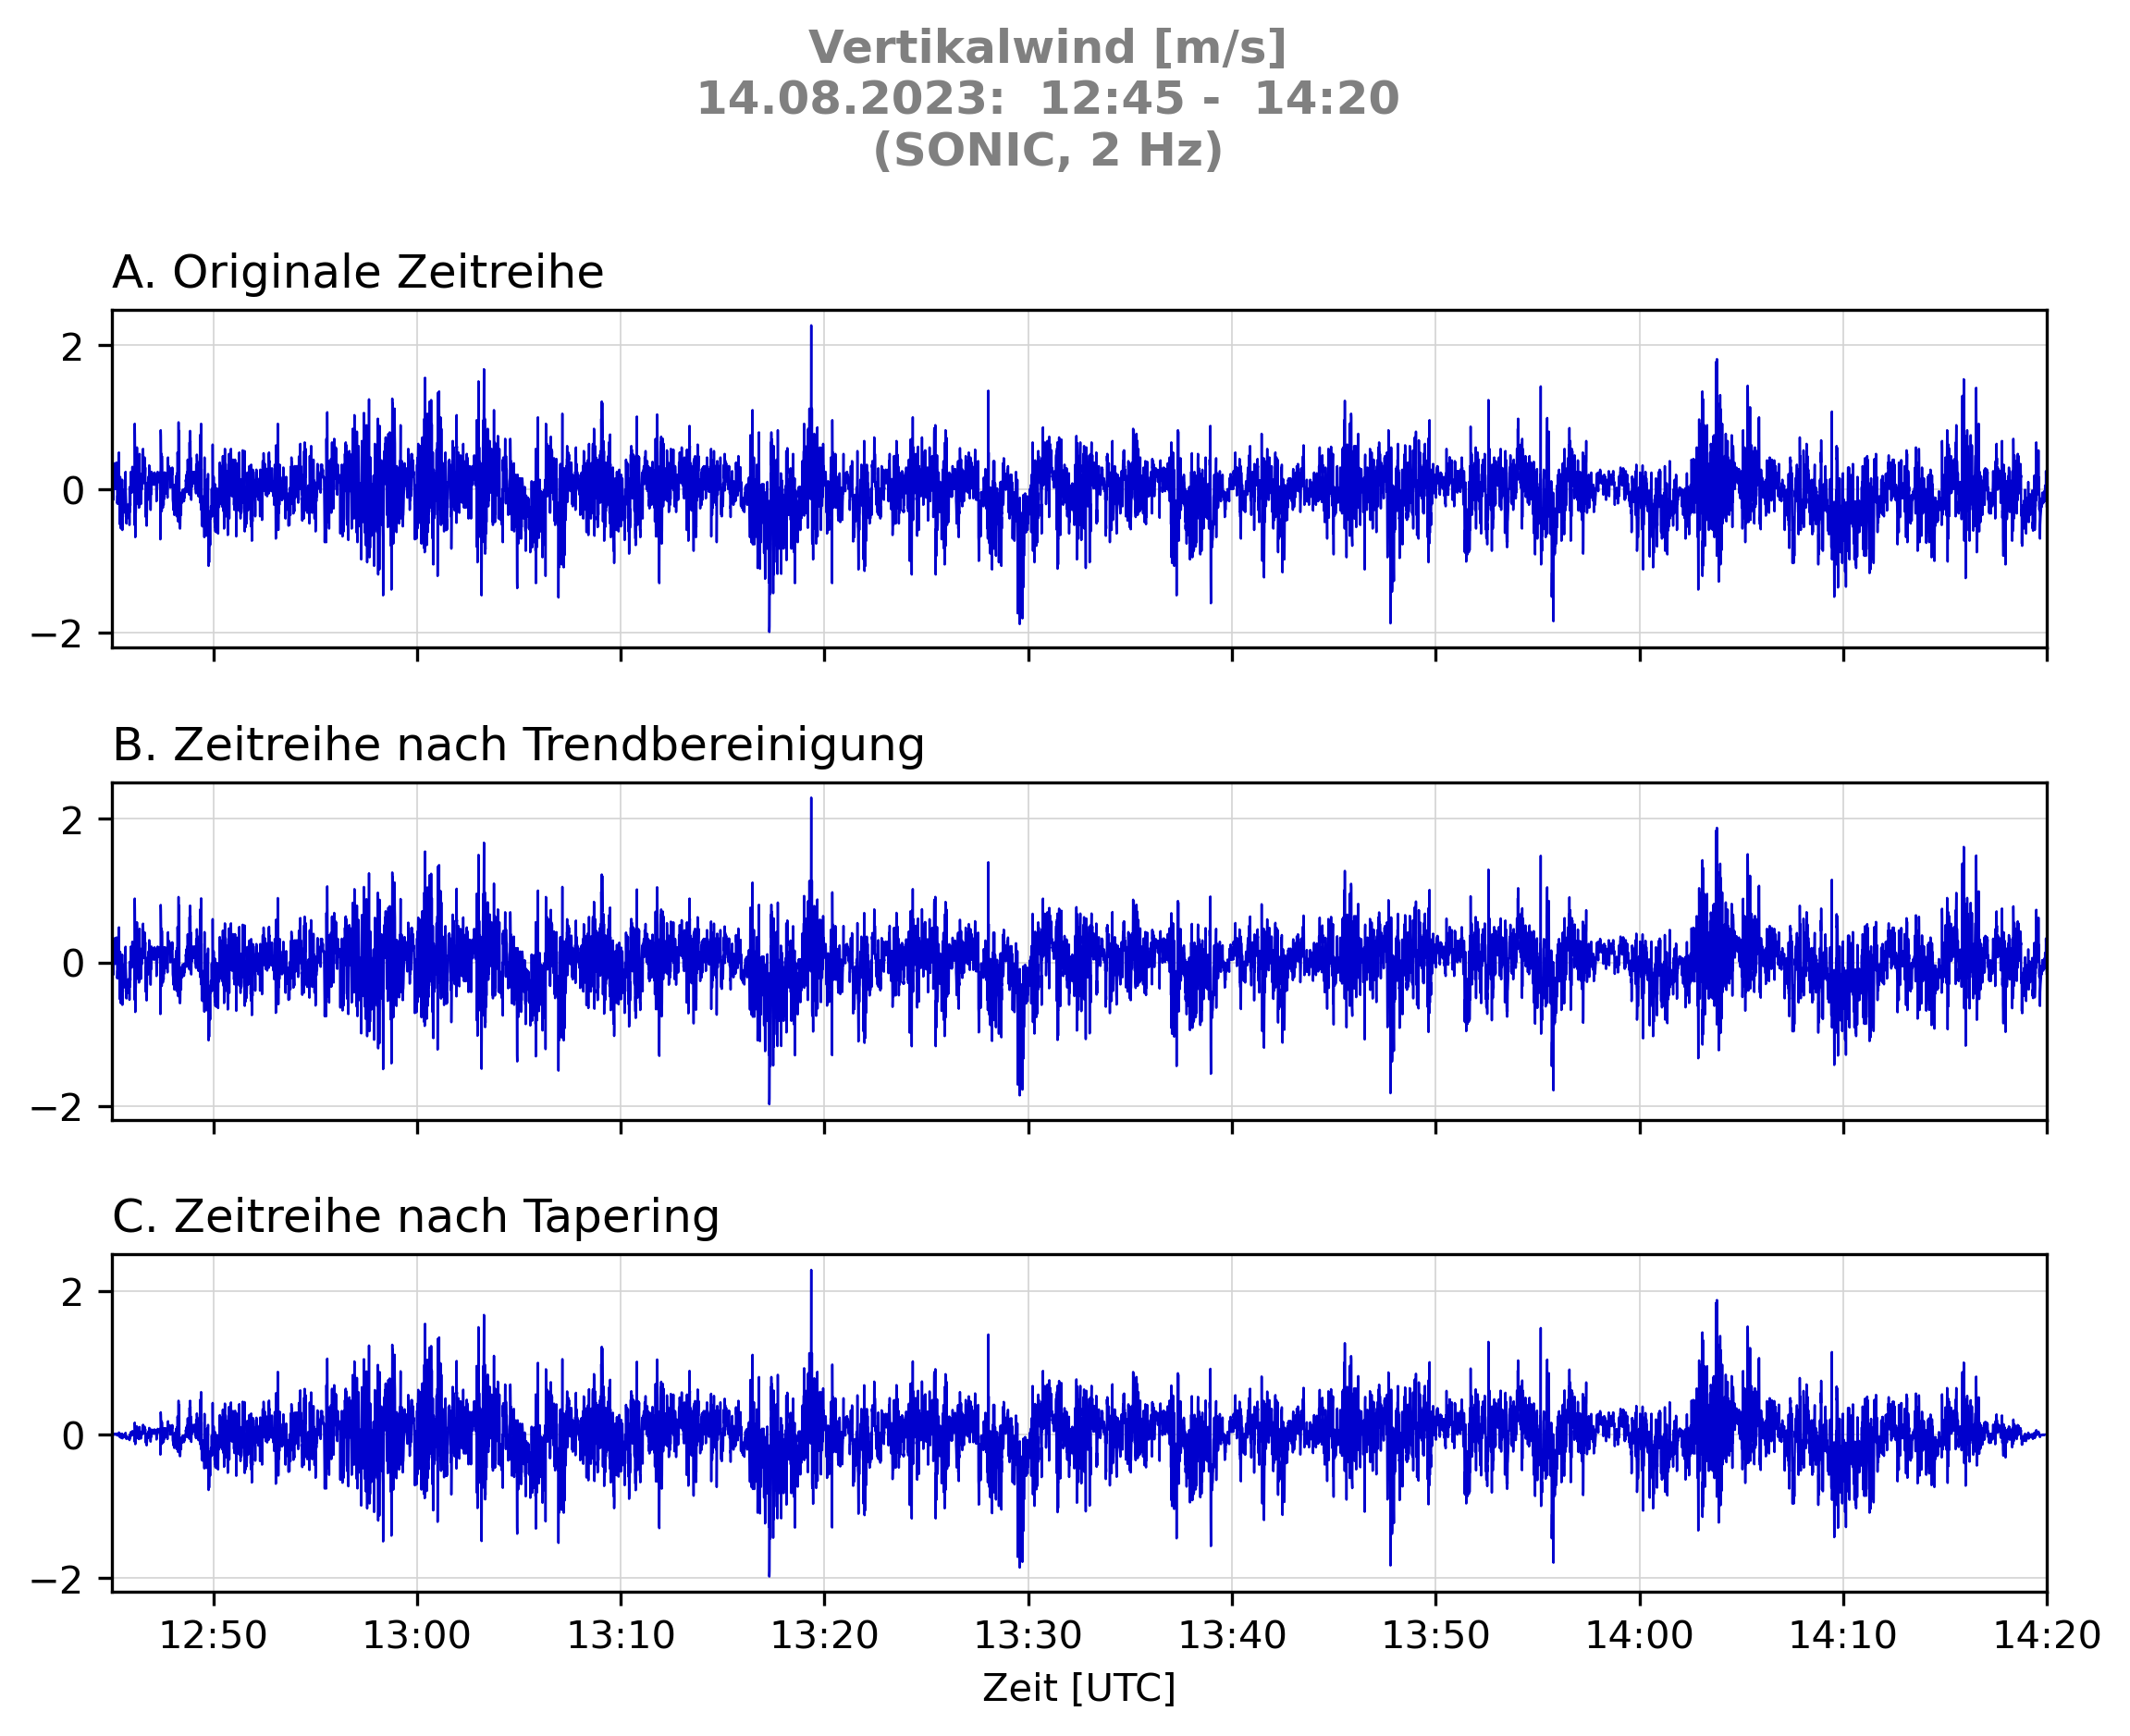 Vertikalwind [m/s]
14.08.2023:  12:45 -  14:20
(SONIC, 2 Hz)
A. Originale Zeitreihe
2
0
−2
B. Zeitreihe nach Trendbereinigung
2
0
−2
C. Zeitreihe nach Tapering
2
0
−2
12:50 13:00 13:10 13:20 13:30 13:40 13:50 14:00 14:10 14:20
Zeit [UTC]